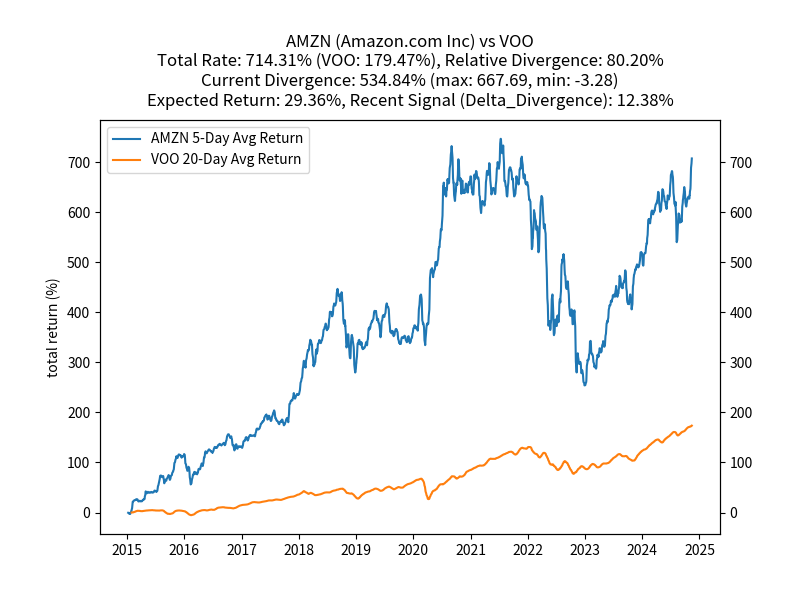 AMZN (Amazon.com Inc) vs VOO
Total Rate: 714.31% (VOO: 179.47%), Relative Divergence: 80.20%
Current Divergence: 534.84% (max: 667.69, min: -3.28)
Expected Return: 29.36%, Recent Signal (Delta_Divergence): 12.38%
AMZN 5-Day Avg Return
VOO 20-Day Avg Return
700 700
600 600
500 500
400 400
300 300
200 200
100 100
0 0
total return (%)
2015 2016 2017 2018 2019 2020 2021 2022 2023 2024 2025